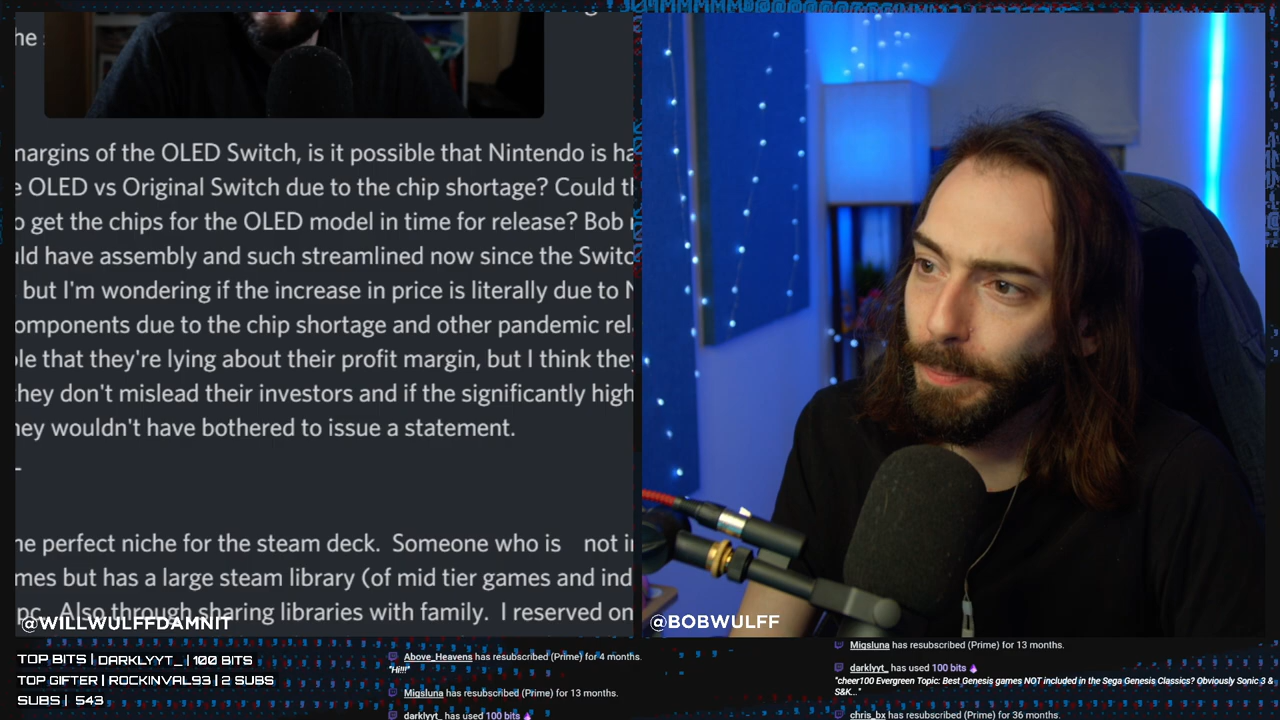 he
margins of the OLED Switch, is it possible that Nintendo is ha
e OLED vs Original Switch due to the chip shortage? Could th
o get the chips for the OLED model in time for release? Bob
uld have assembly and such streamlined now since the Switc
but I'm wondering if the increase in price is literally due to N
omponents due to the chip shortage and other pandemic rel
ple that they're lying about their profit margin, but I think they
they don't mislead their investors and if the significantly high
hey wouldn't have bothered to issue a statement.
he perfect niche for the steam deck. Someone who is not in
mes but has a large steam library (of mid tier games and ind
pc. Also through sharing libraries with family. I reserved on
@WILLWULFFDAMNIT
@BOBWULFF
TOP BITS | DARKLYYT_ | 100 BITS
TOP GIFTER | ROCKINVAL93 | 2 SUBS
SUBS | 543
Above_Heavens has resubscribed (Prime) for 4 months.
"Hi!!!"
Miqsluna has resubscribed (Prime) for 13 months.
darklyyt_ has used 100 bits
Miqsluna has resubscribed (Prime) for 13 months.
darklyyt_ has used 100 bits
"cheer100 Evergreen Topic: Best Genesis games NOT included in the Sega Genesis Classics? Obviously Sonic 3 &
S&K..."
chris_bx has resubscribed (Prime) for 36 months.